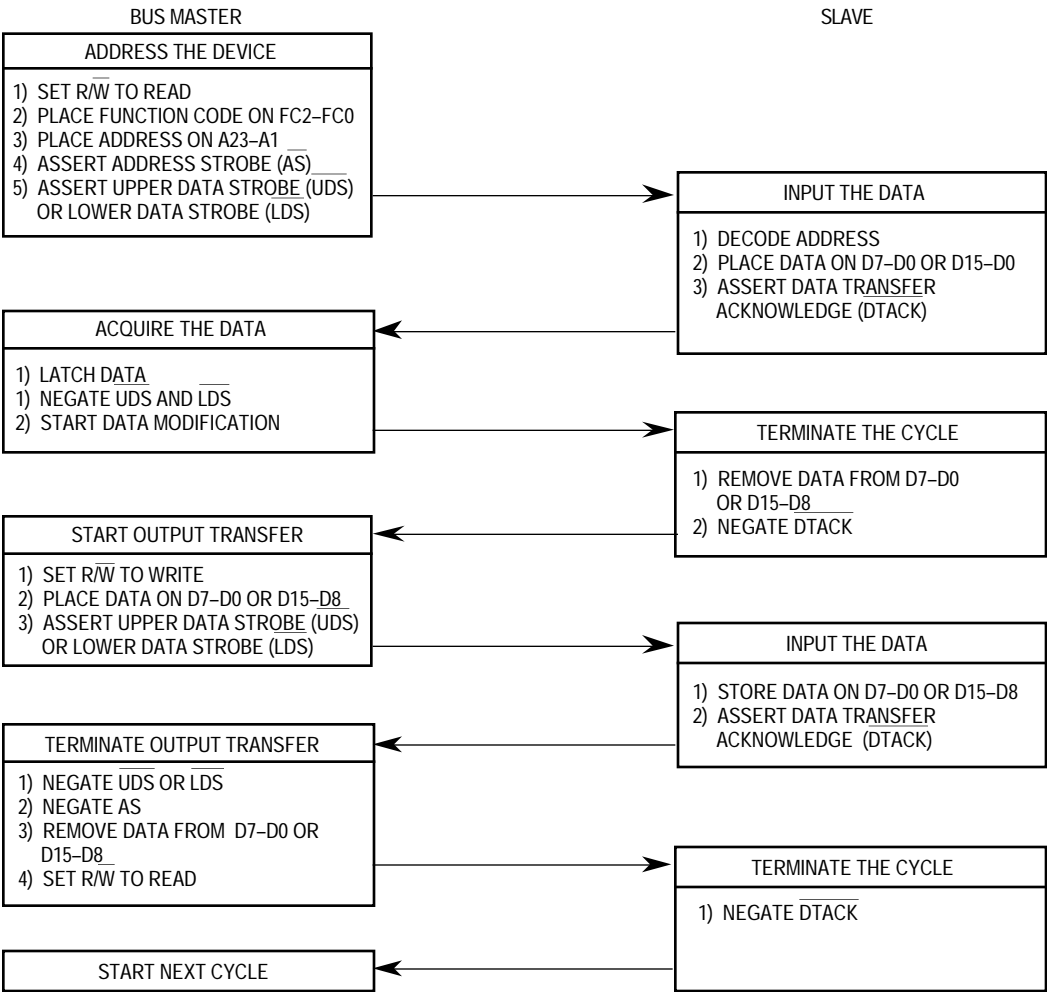 BUS MASTER
SLAVE
ADDRESS THE DEVICE
1) SET R/W̅ TO READ
2) PLACE FUNCTION CODE ON FC2–FC0
3) PLACE ADDRESS ON A23–A1
4) ASSERT ADDRESS STROBE (AS)
5) ASSERT UPPER DATA STROBE (UDS)
OR LOWER DATA STROBE (LDS)
INPUT THE DATA
1) DECODE ADDRESS
2) PLACE DATA ON D7–D0 OR D15–D0
3) ASSERT DATA TRANSFER
ACKNOWLEDGE (DTACK)
ACQUIRE THE DATA
1) LATCH DATA
1) NEGATE UDS AND LDS
2) START DATA MODIFICATION
TERMINATE THE CYCLE
1) REMOVE DATA FROM D7–D0
OR D15–D8
2) NEGATE DTACK
START OUTPUT TRANSFER
1) SET R/W̅ TO WRITE
2) PLACE DATA ON D7–D0 OR D15–D8
3) ASSERT UPPER DATA STROBE (UDS)
OR LOWER DATA STROBE (LDS)
INPUT THE DATA
1) STORE DATA ON D7–D0 OR D15–D8
2) ASSERT DATA TRANSFER
ACKNOWLEDGE (DTACK)
TERMINATE OUTPUT TRANSFER
1) NEGATE UDS OR LDS
2) NEGATE AS
3) REMOVE DATA FROM D7–D0 OR
D15–D8
4) SET R/W̅ TO READ
TERMINATE THE CYCLE
1) NEGATE DTACK
START NEXT CYCLE